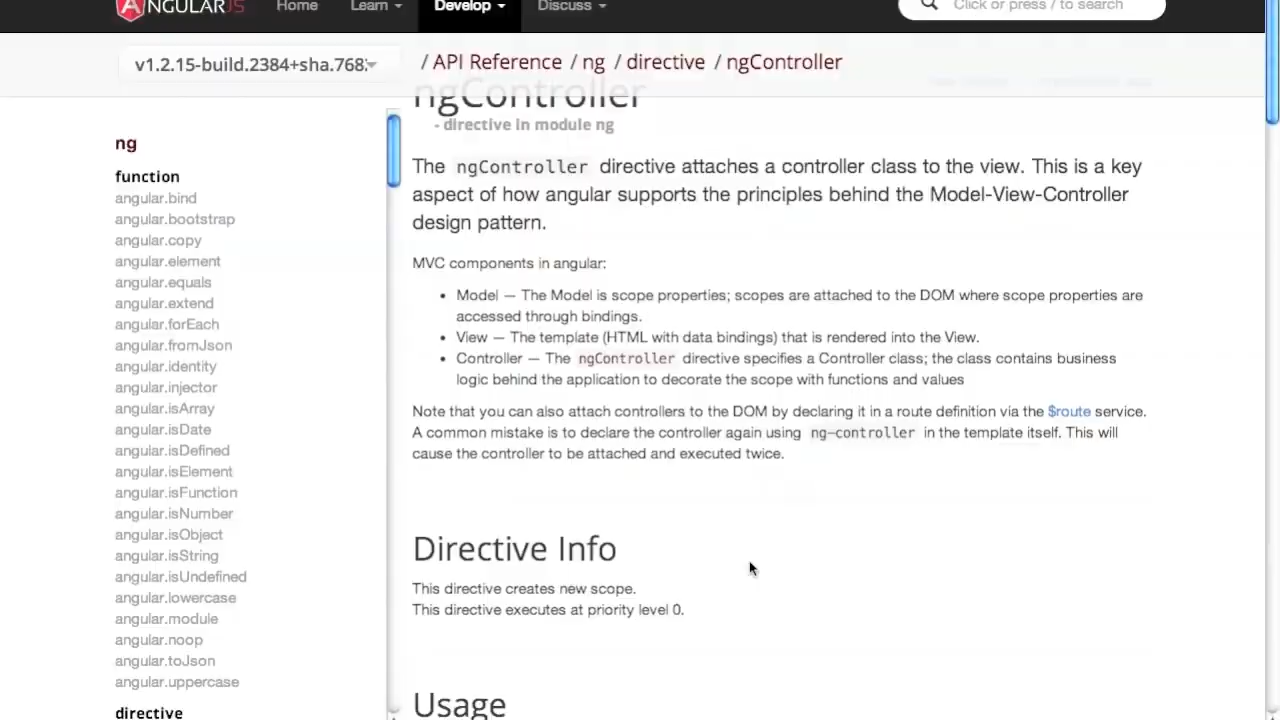 ANGULARJS Home Learn Develop Discuss Click or press / to search
v1.2.15-build.2384+sha.768 / API Reference / ng / directive / ngController
ngController
- directive in module ng
ng
function
angular.bind
angular.bootstrap
angular.copy
angular.element
angular.equals
angular.extend
angular.forEach
angular.fromJson
angular.identity
angular.injector
angular.isArray
angular.isDate
angular.isDefined
angular.isElement
angular.isFunction
angular.isNumber
angular.isObject
angular.isString
angular.isUndefined
angular.lowercase
angular.module
angular.noop
angular.toJson
angular.uppercase
directive
The ngController directive attaches a controller class to the view. This is a key
aspect of how angular supports the principles behind the Model-View-Controller
design pattern.
MVC components in angular:
• Model — The Model is scope properties; scopes are attached to the DOM where scope properties are
accessed through bindings.
• View — The template (HTML with data bindings) that is rendered into the View.
• Controller — The ngController directive specifies a Controller class; the class contains business
logic behind the application to decorate the scope with functions and values
Note that you can also attach controllers to the DOM by declaring it in a route definition via the $route service.
A common mistake is to declare the controller again using ng-controller in the template itself. This will
cause the controller to be attached and executed twice.
Directive Info
This directive creates new scope.
This directive executes at priority level 0.
Usage